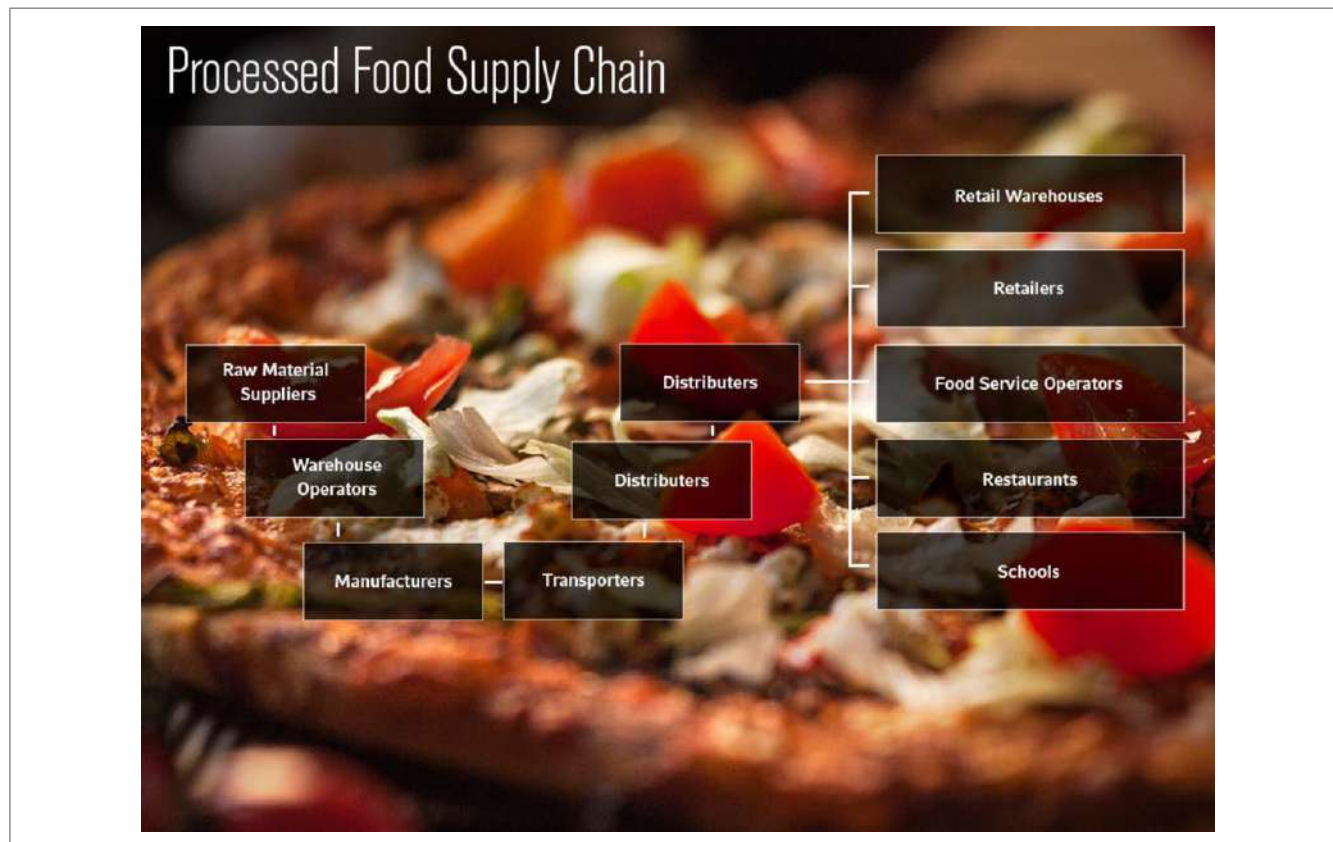 Processed Food Supply Chain
Raw Material
Suppliers
Warehouse
Operators
Manufacturers
Transporters
Distributers
Distributers
Retail Warehouses
Retailers
Food Service Operators
Restaurants
Schools